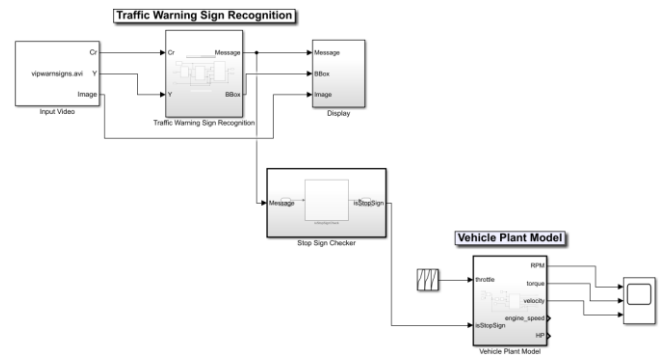 Traffic Warning Sign Recognition
Cr
vipwarnsigns.avi
Y
Image
Input Video
Cr
Message
Y
BBox
Traffic Warning Sign Recognition
Message
BBox
Image
Display
Message
isStopSign
Stop Sign Checker
Vehicle Plant Model
RPM
throttle
torque
velocity
engine_speed
isStopSign
HP
Vehicle Plant Model